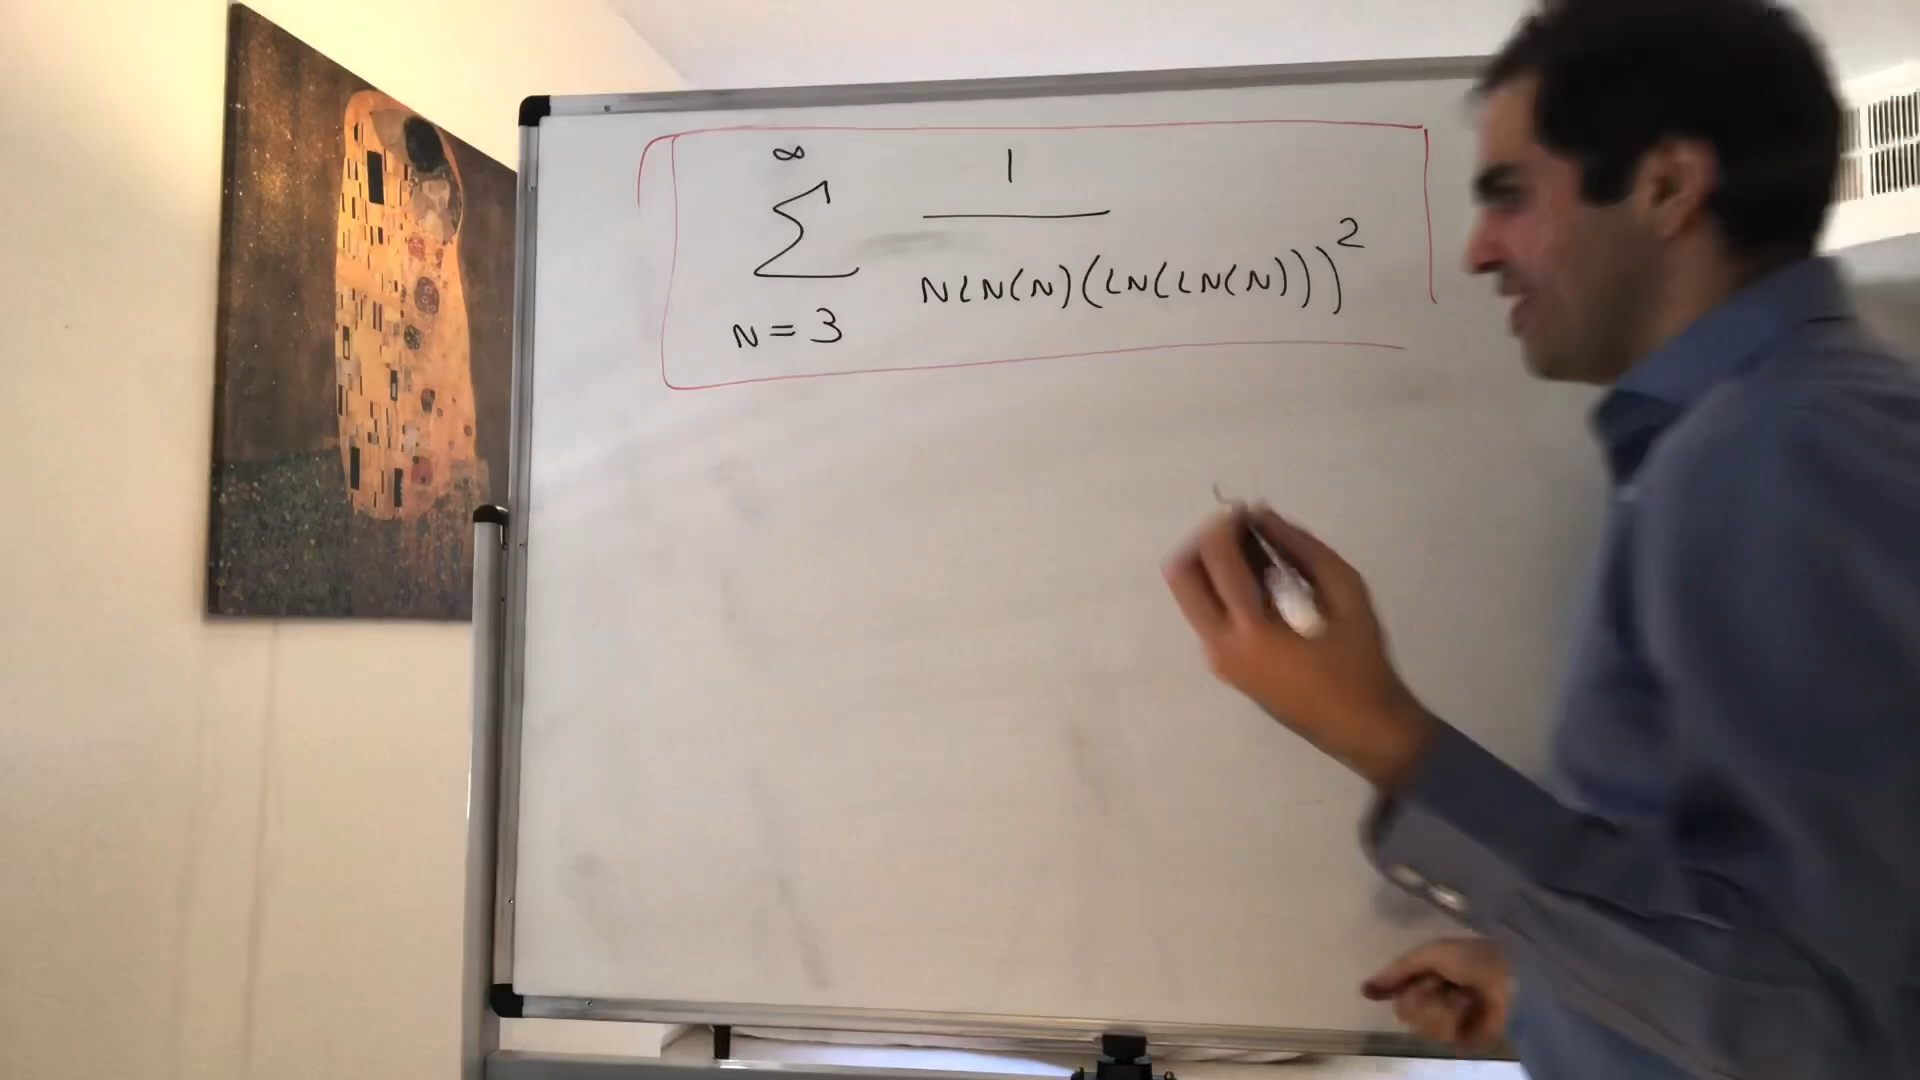 ∞
Σ 1
N LN(N)(LN(LN(N)))²
N = 3